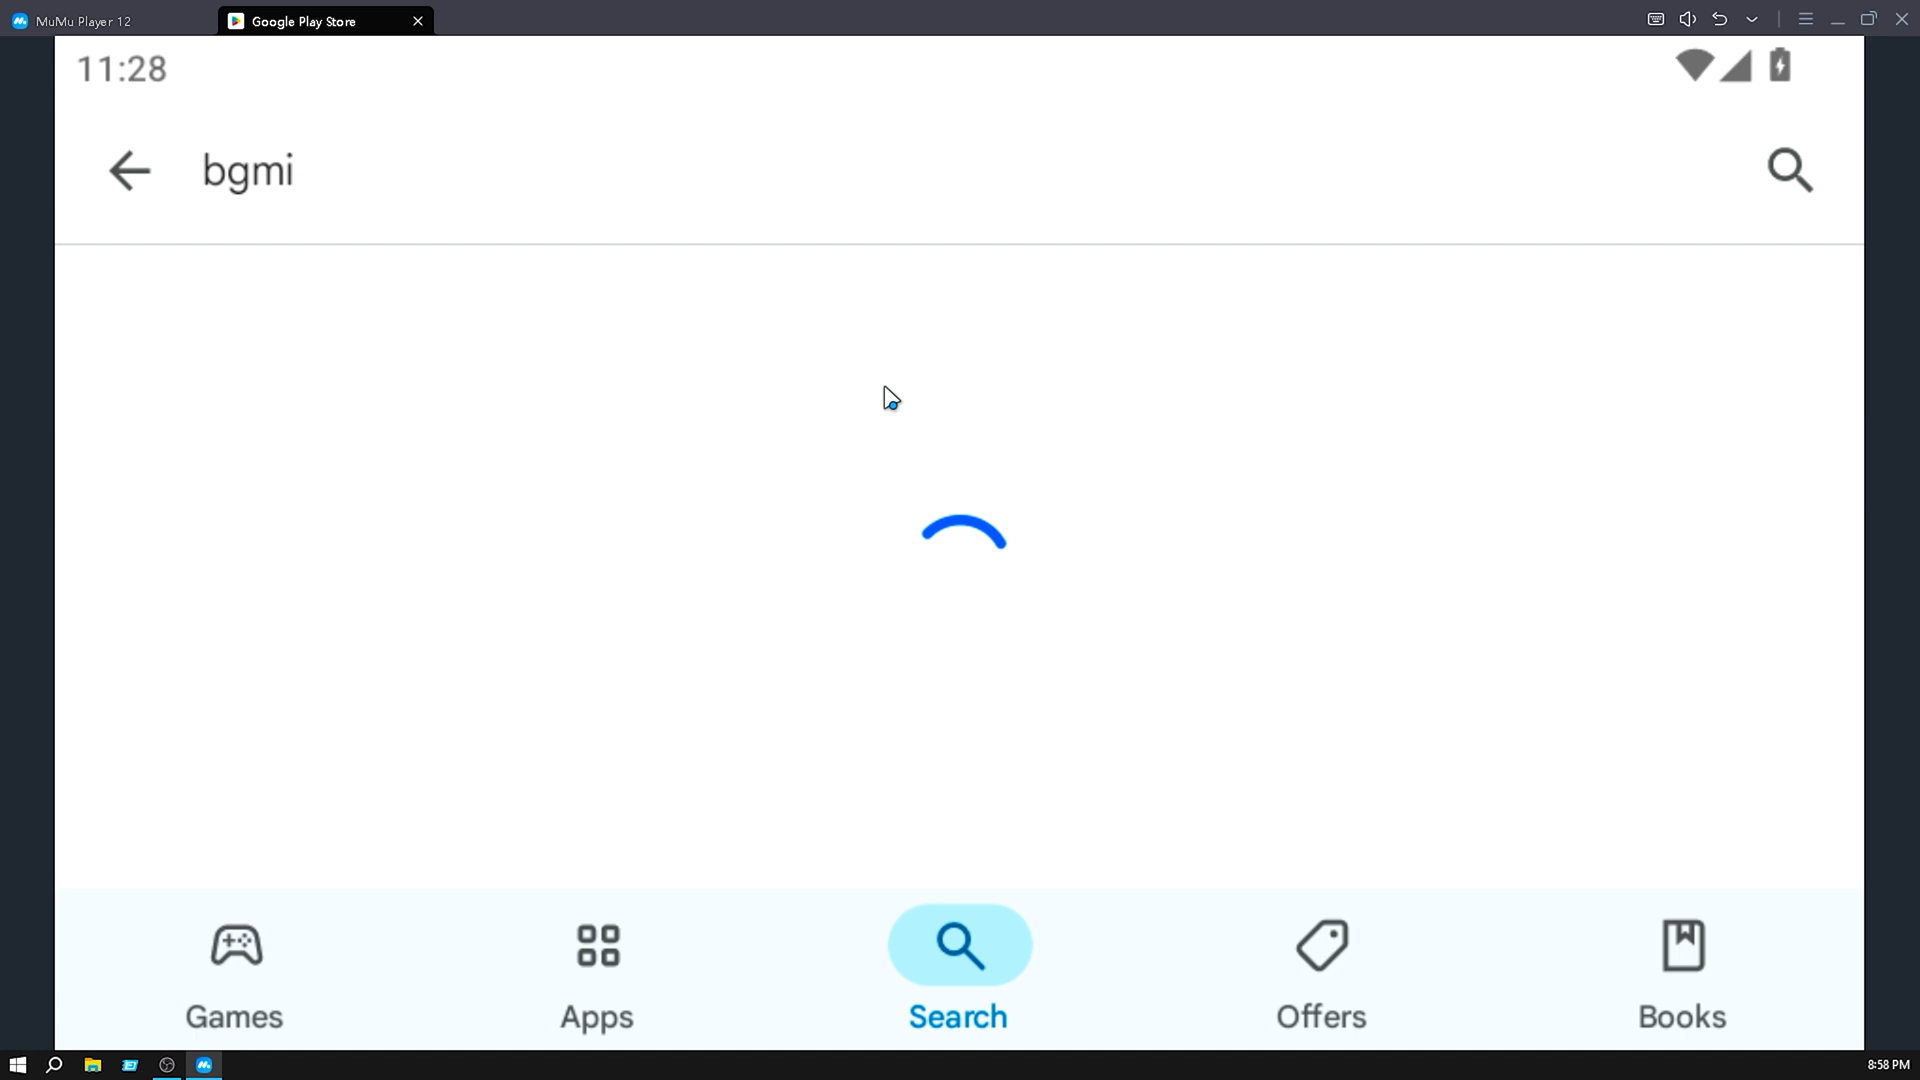 MuMu Player 12
Google Play Store
11:28
bgmi
Games
Apps
Search
Offers
Books
8:58 PM